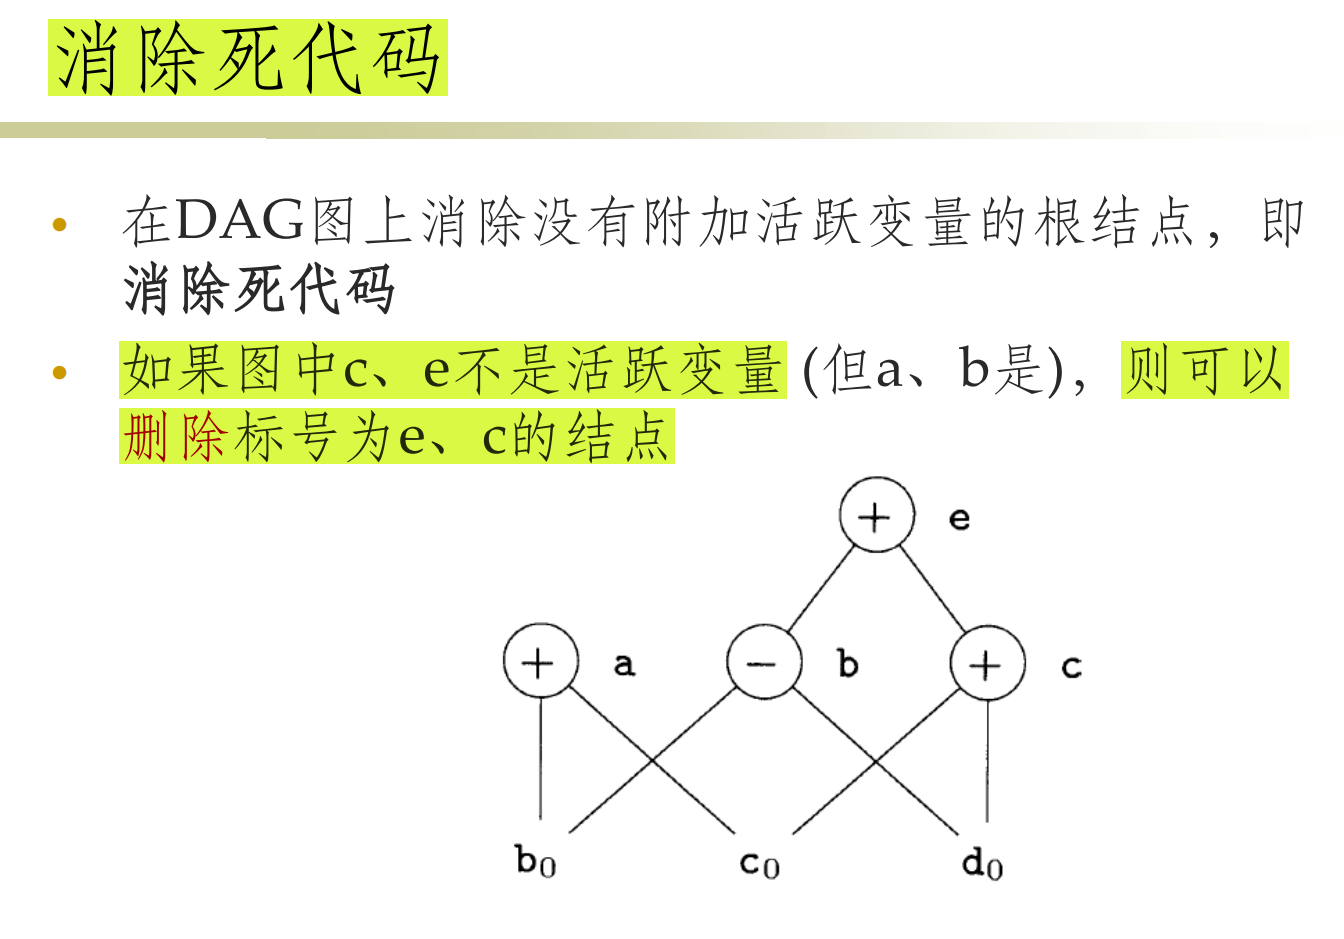 消除死代码
• 在DAG图上消除没有附加活跃变量的根结点，即
消除死代码
• 如果图中c、e不是活跃变量 (但a、b是)，则可以
删除标号为e、c的结点
+ e
+ a − b + c
b₀ c₀ d₀